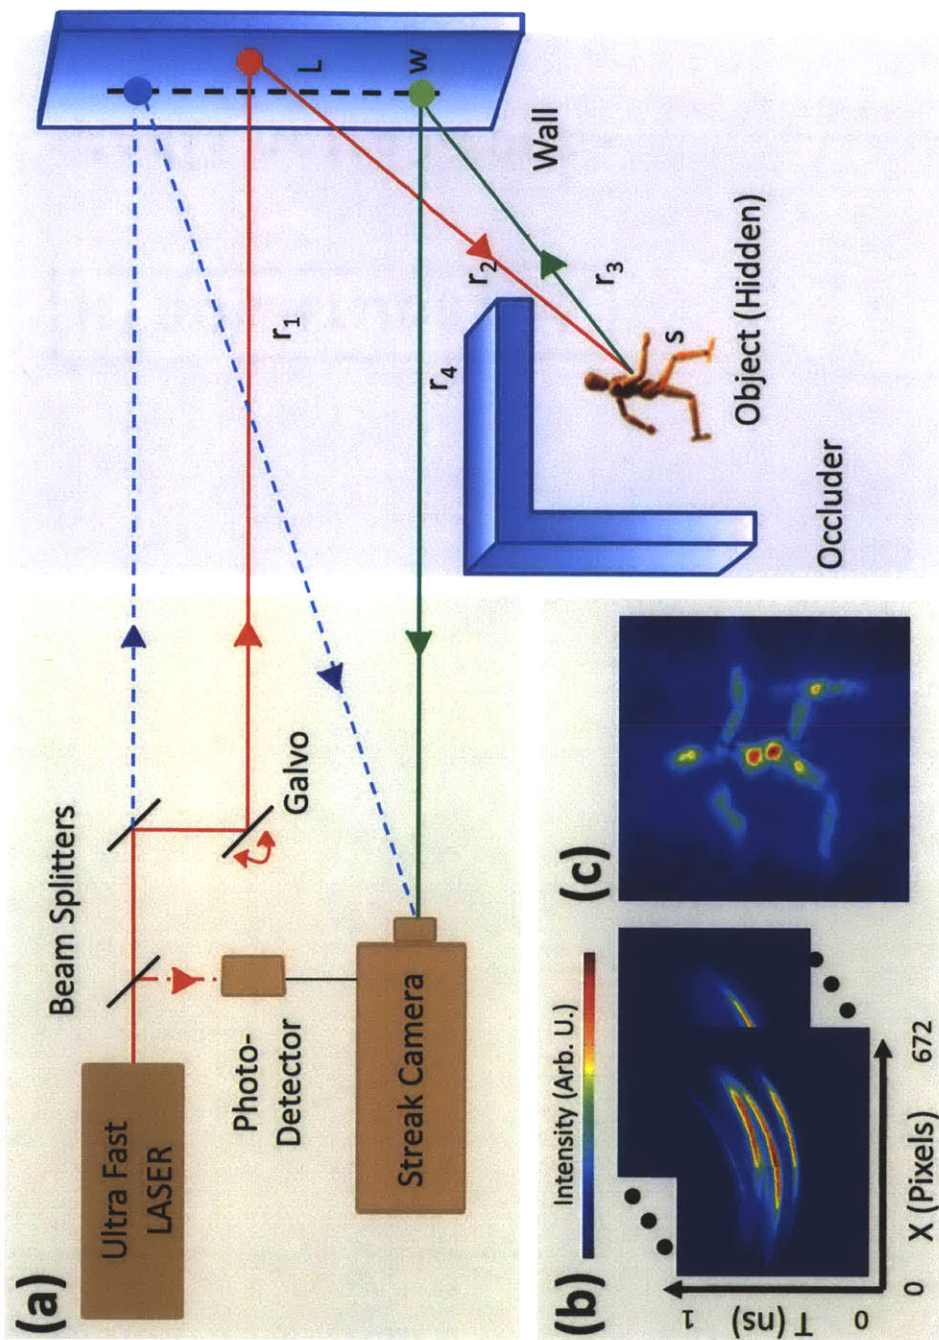 (a)
Ultra Fast
LASER
Beam Splitters
Photo-
Detector
Streak Camera
Galvo
r1
r4
r2
r3
L
w
s
Wall
Object (Hidden)
Occluder
(b)
Intensity (Arb. U.)
T (ns)
1
0
0
X (Pixels)
672
(c)